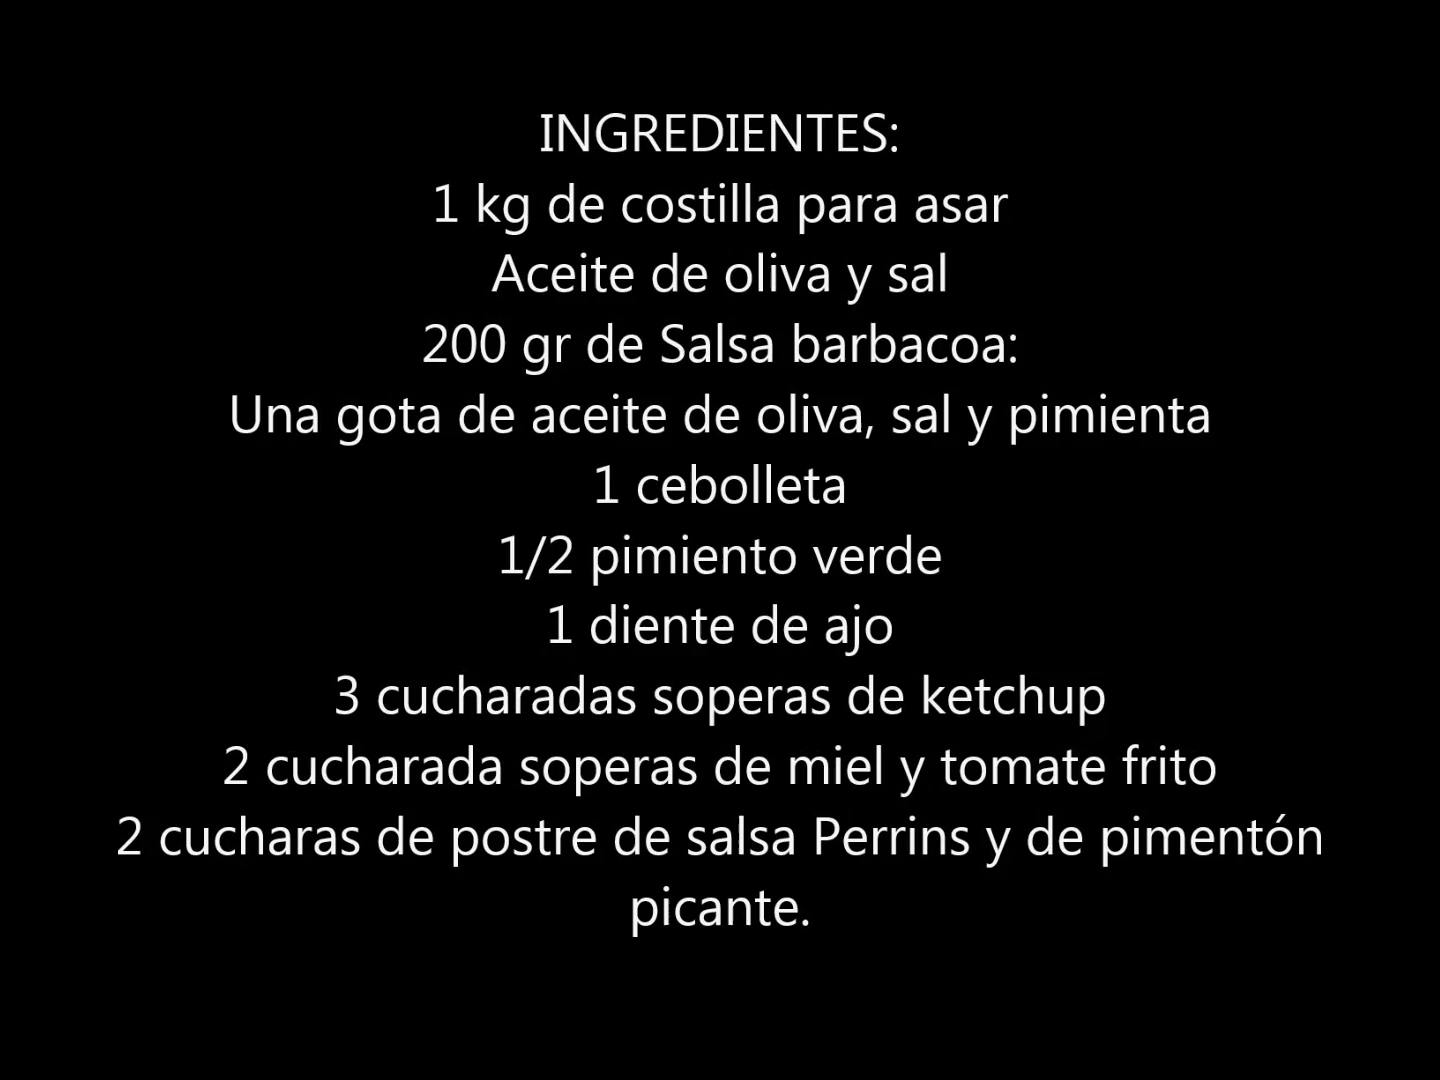 INGREDIENTES:
1 kg de costilla para asar
Aceite de oliva y sal
200 gr de Salsa barbacoa:
Una gota de aceite de oliva, sal y pimienta
1 cebolleta
1/2 pimiento verde
1 diente de ajo
3 cucharadas soperas de ketchup
2 cucharada soperas de miel y tomate frito
2 cucharas de postre de salsa Perrins y de pimentón
picante.